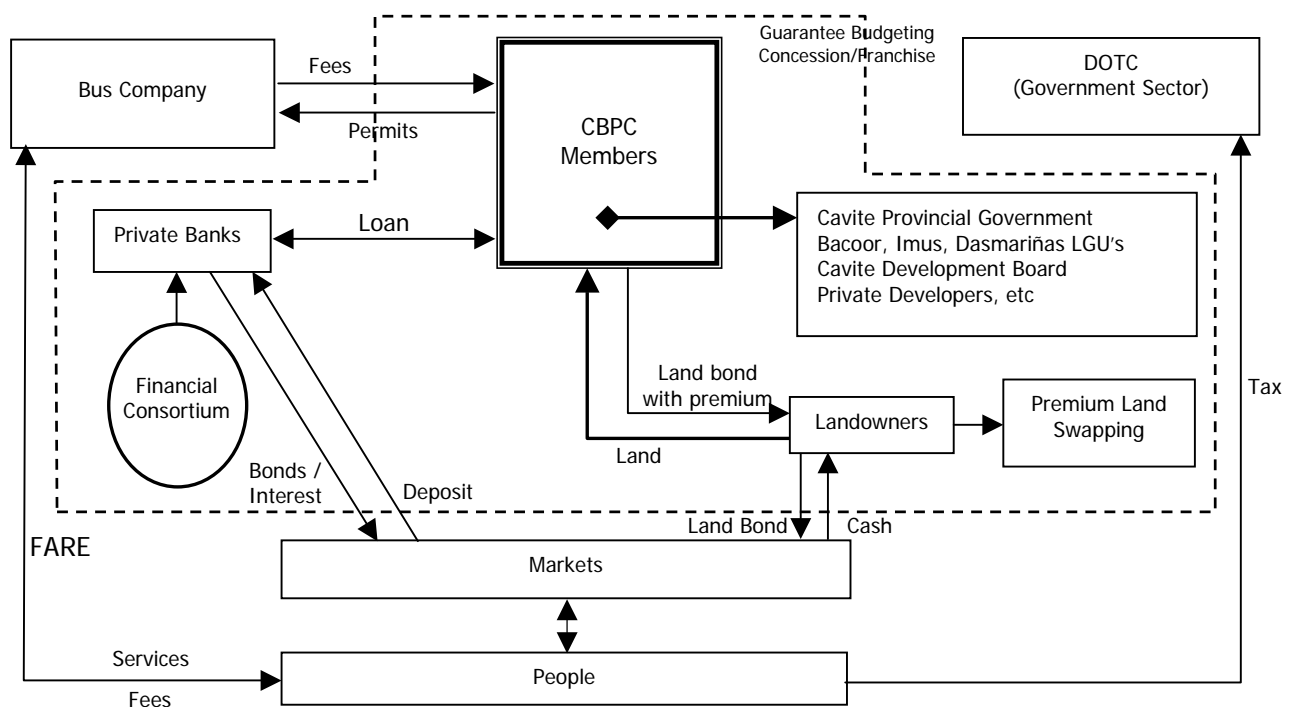 Guarantee Budgeting
Concession/Franchise
Bus Company
Fees
Permits
CBPC
Members
DOTC
(Government Sector)
Private Banks
Loan
Cavite Provincial Government
Bacoor, Imus, Dasmariñas LGU's
Cavite Development Board
Private Developers, etc
Financial
Consortium
Land bond
with premium
Landowners
Premium Land
Swapping
Tax
Land
Bonds /
Interest
Deposit
Land Bond
Cash
FARE
Markets
Services
Fees
People